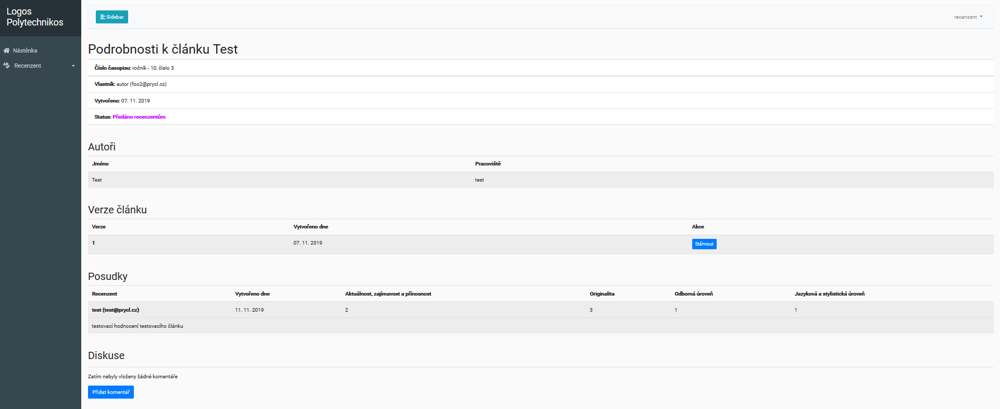 Logos
Polytechnikos
Sidebar
recenzent
Nástěnka
Recenzent
Podrobnosti k článku Test
Číslo časopisu: ročník - 10, číslo 3
Vlastník: autor (foo2@prycl.cz)
Vytvořeno: 07. 11. 2019
Status: Předáno recenzentům
Autoři
Jméno Pracoviště
Test test
Verze článku
Verze Vytvořeno dne Akce
1 07. 11. 2019 Stáhnout
Posudky
Recenzent Vytvořeno dne Aktuálnost, zajímavost a přínosnost Originalita Odborná úroveň Jazyková a stylistická úroveň
test (test@prycl.cz) 11. 11. 2019 2 3 1 1
testovací hodnocení testovacího článku
Diskuse
Zatím nebyly vloženy žádné komentáře
Přidat komentář